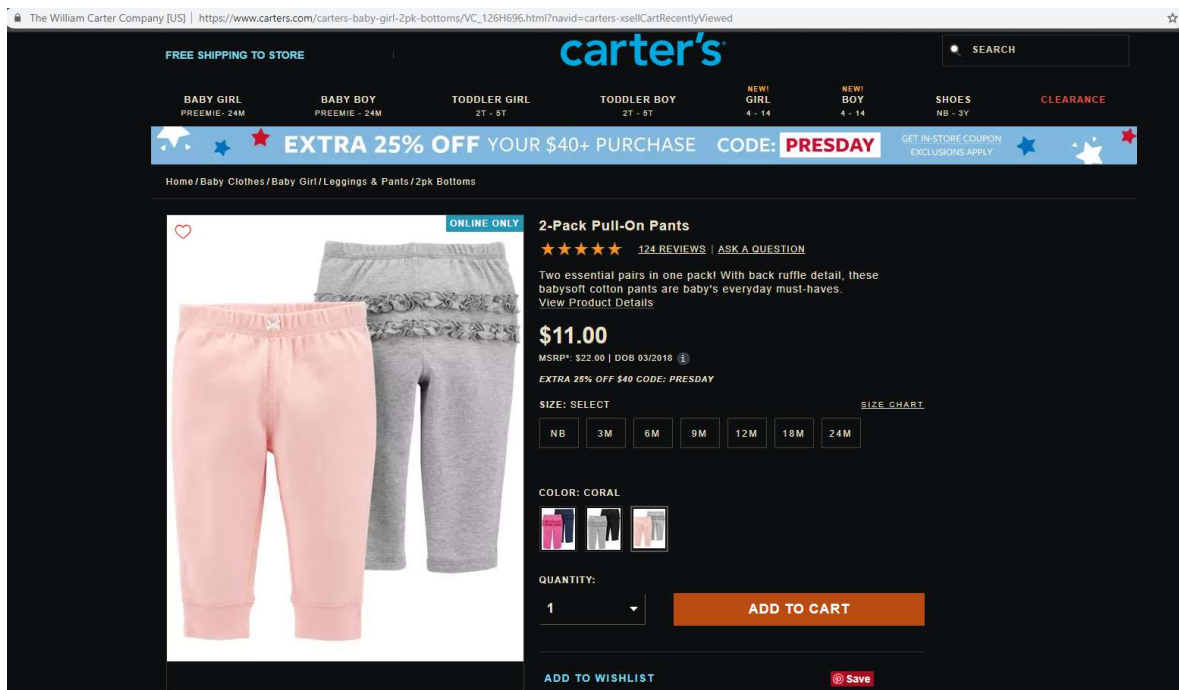 The William Carter Company [US] | https://www.carters.com/carters-baby-girl-2pk-bottoms/VC_126H696.html?navid=carters-xsellCartRecentlyViewed
FREE SHIPPING TO STORE
carter's
SEARCH
BABY GIRL
PREEMIE- 24M
BABY BOY
PREEMIE - 24M
TODDLER GIRL
2T - 5T
TODDLER BOY
2T - 5T
NEW!
GIRL
4 - 14
NEW!
BOY
4 - 14
SHOES
NB - 3Y
CLEARANCE
EXTRA 25% OFF YOUR $40+ PURCHASE CODE: PRESDAY
GET IN-STORE COUPON
EXCLUSIONS APPLY
Home / Baby Clothes / Baby Girl / Leggings & Pants / 2pk Bottoms
ONLINE ONLY
2-Pack Pull-On Pants
124 REVIEWS | ASK A QUESTION
Two essential pairs in one pack! With back ruffle detail, these
babysoft cotton pants are baby's everyday must-haves.
View Product Details
$11.00
MSRP*: $22.00 | DOB 03/2018 i
EXTRA 25% OFF $40 CODE: PRESDAY
SIZE: SELECT
SIZE CHART
NB 3M 6M 9M 12M 18M 24M
COLOR: CORAL
QUANTITY:
1
ADD TO CART
ADD TO WISHLIST
Save